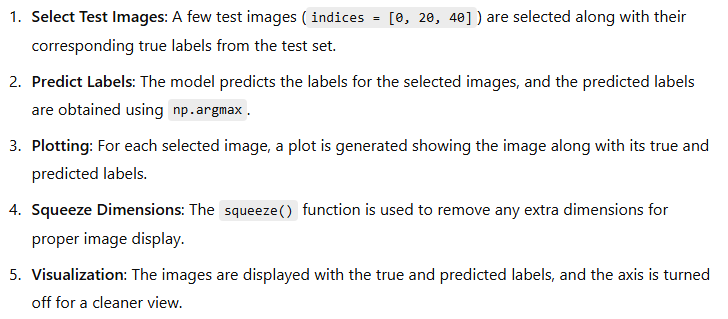 1. Select Test Images: A few test images ( indices = [0, 20, 40] ) are selected along with their
corresponding true labels from the test set.
2. Predict Labels: The model predicts the labels for the selected images, and the predicted labels
are obtained using np.argmax .
3. Plotting: For each selected image, a plot is generated showing the image along with its true and
predicted labels.
4. Squeeze Dimensions: The squeeze() function is used to remove any extra dimensions for
proper image display.
5. Visualization: The images are displayed with the true and predicted labels, and the axis is turned
off for a cleaner view.